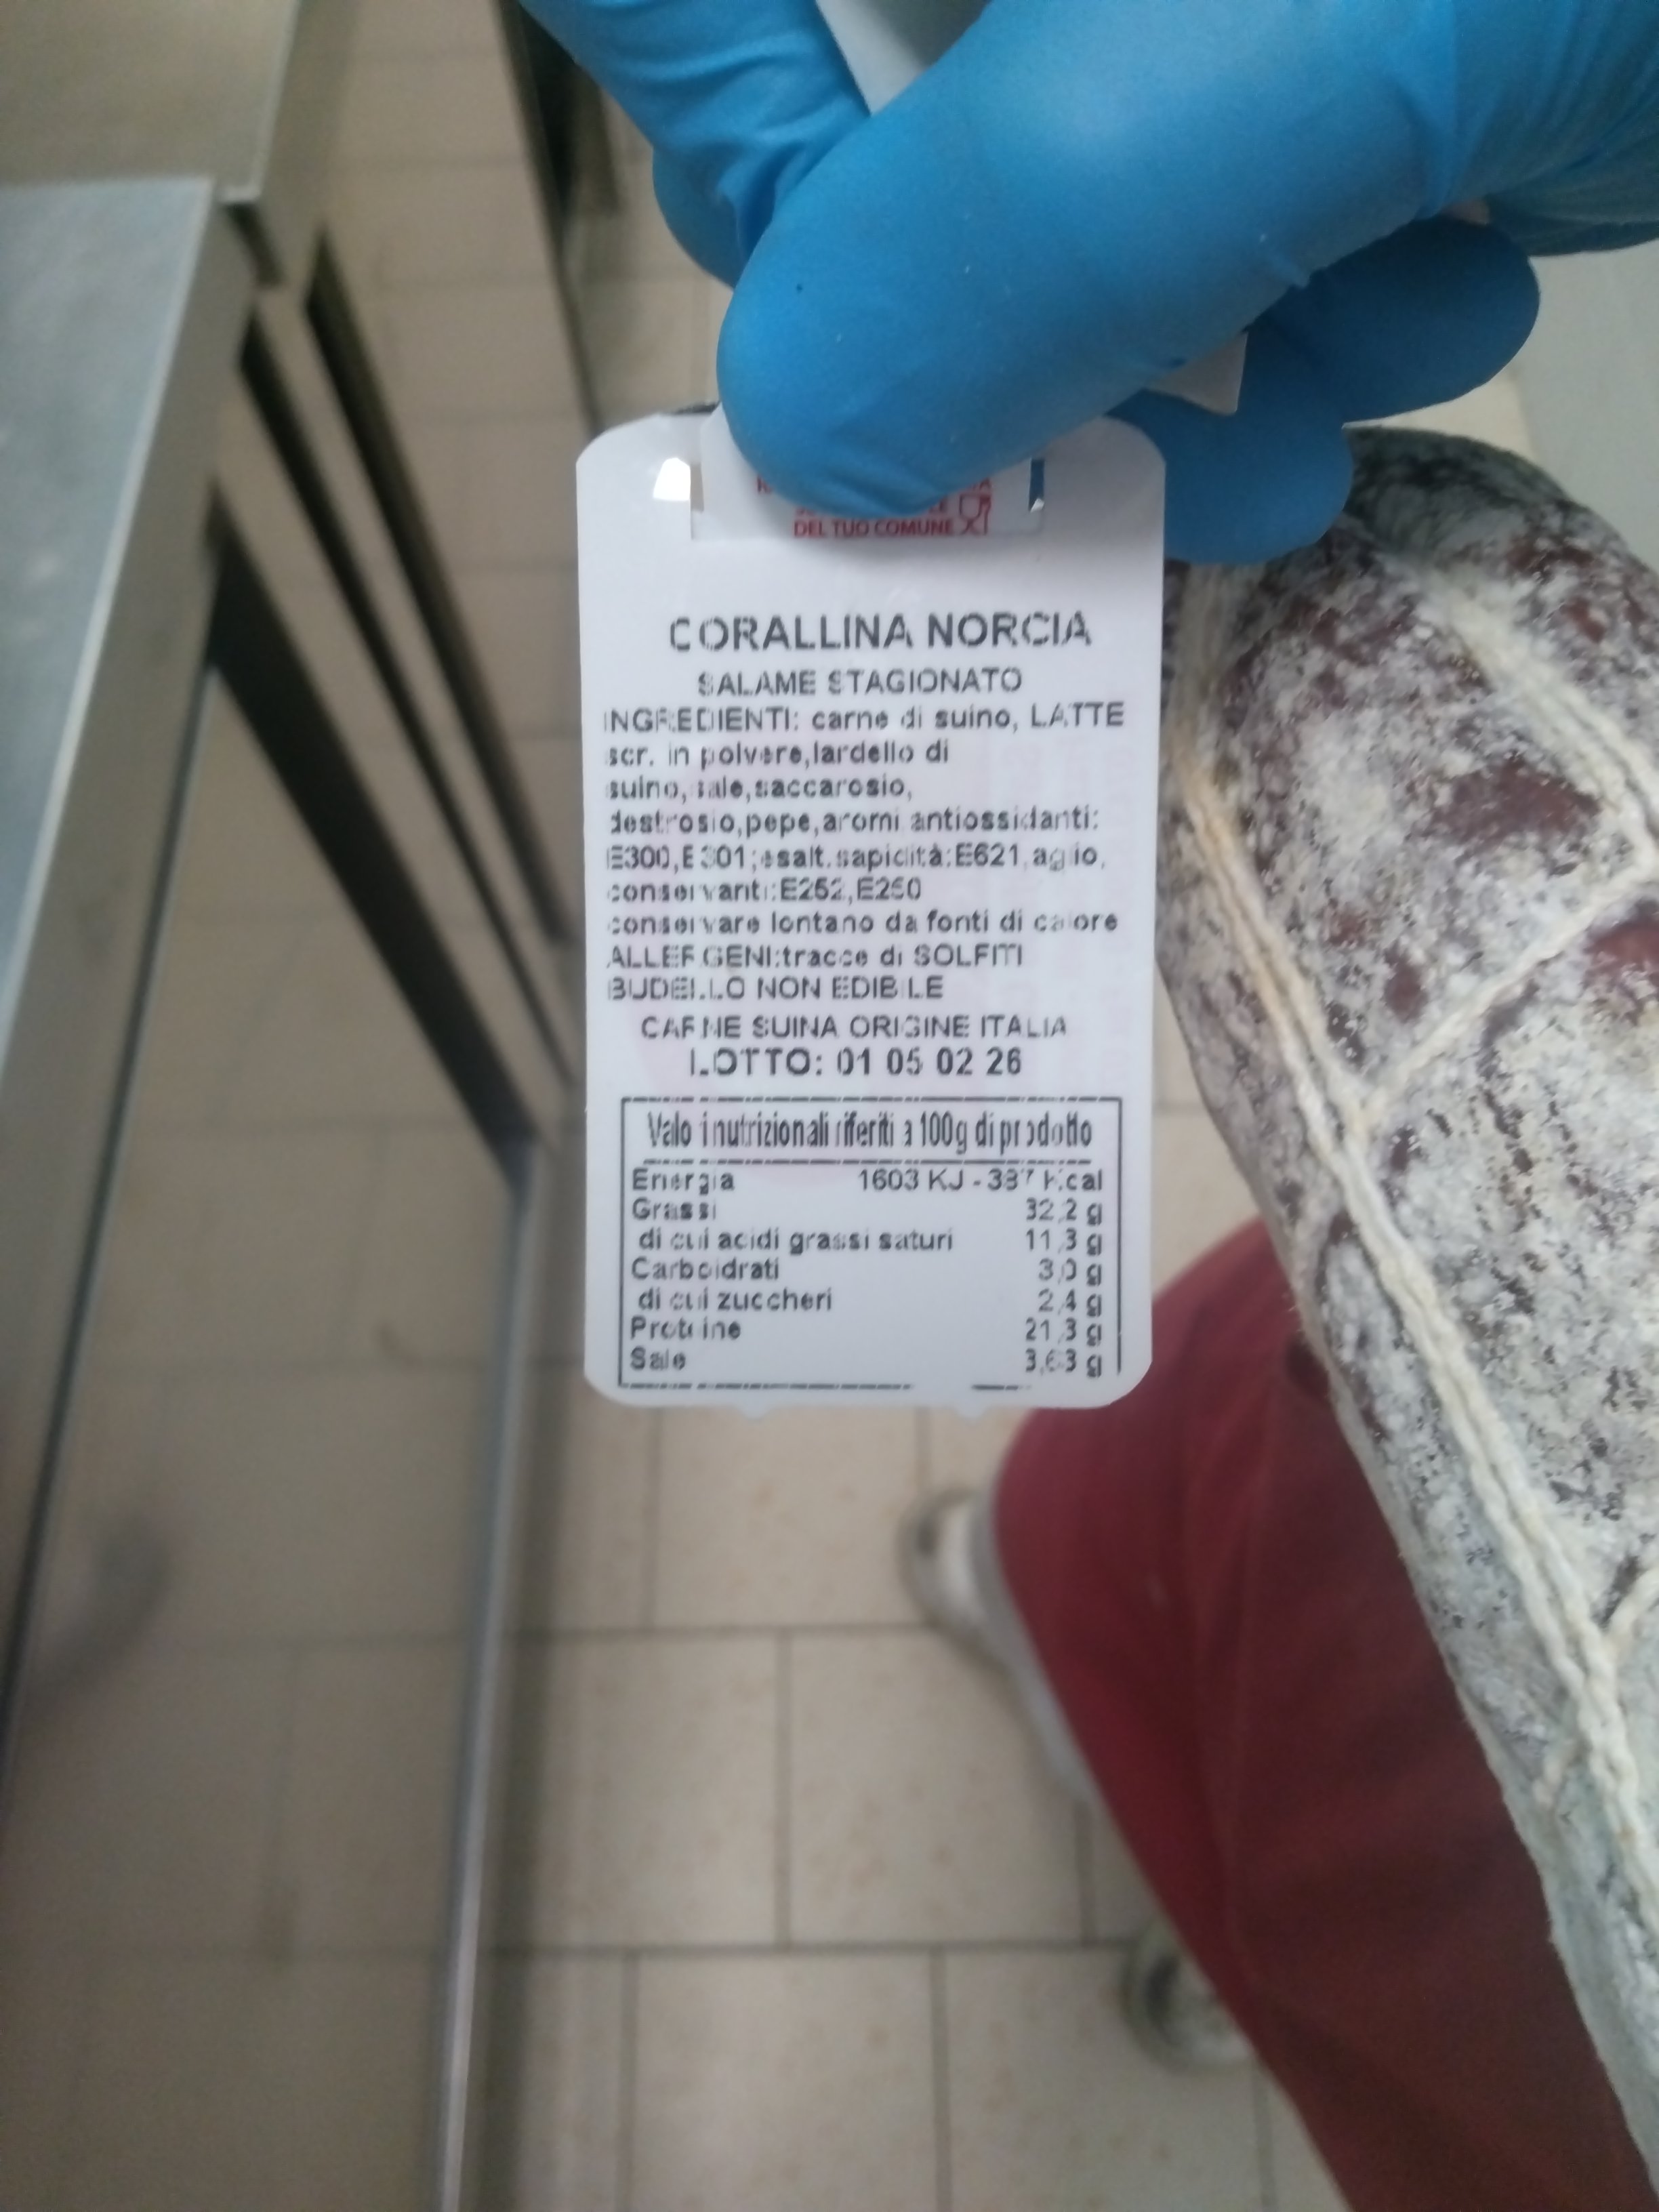 DEL TUO COMUNE
CORALLINA NORCIA
SALAME STAGIONATO
INGREDIENTI: carne di suino, LATTE
scr. in polvere,lardello di
suino,sale,saccarosio,
destrosio,pepe,aromi antiossidanti:
E300,E301;esalt.sapidità:E621,aglio,
conservanti:E252,E250
conservare lontano da fonti di calore
ALLERGENI:tracce di SOLFITI
BUDELLO NON EDIBILE
CARNE SUINA ORIGINE ITALIA
LOTTO: 01 05 02 26
Valori nutrizionali riferiti a 100g di prodotto
Energia 1603 KJ - 387 Kcal
Grassi 32,2 g
di cui acidi grassi saturi 11,3 g
Carboidrati 3,0 g
di cui zuccheri 2,4 g
Proteine 21,3 g
Sale 3,63 g